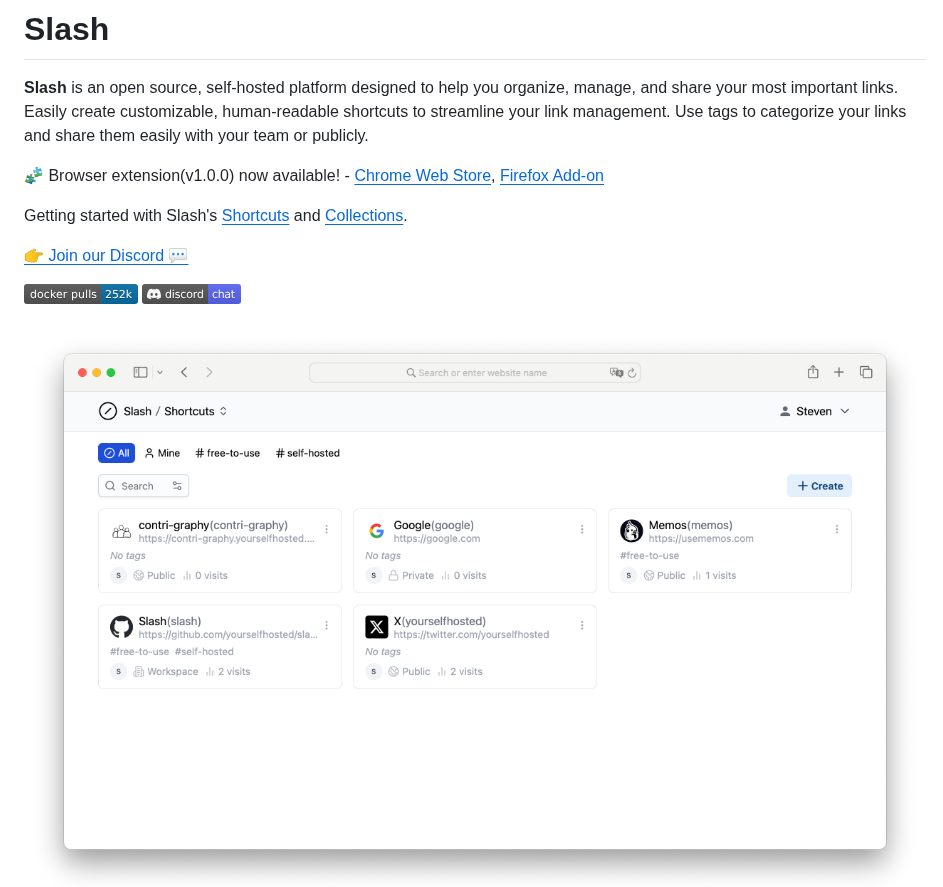 Slash
Slash is an open source, self-hosted platform designed to help you organize, manage, and share your most important links.
Easily create customizable, human-readable shortcuts to streamline your link management. Use tags to categorize your links
and share them easily with your team or publicly.
🧩 Browser extension(v1.0.0) now available! - Chrome Web Store, Firefox Add-on
Getting started with Slash's Shortcuts and Collections.
👉 Join our Discord 💬
docker pulls 252k discord chat
Search or enter website name
Slash / Shortcuts Steven
All Mine # free-to-use # self-hosted
Search + Create
contri-graphy(contri-graphy)
https://contri-graphy.yourselfhosted....
No tags
S Public 0 visits
Google(google)
https://google.com
No tags
S Private 0 visits
Memos(memos)
https://usememos.com
#free-to-use
S Public 1 visits
Slash(slash)
https://github.com/yourselfhosted/sla...
#free-to-use #self-hosted
S Workspace 2 visits
X(yourselfhosted)
https://twitter.com/yourselfhosted
No tags
S Public 2 visits